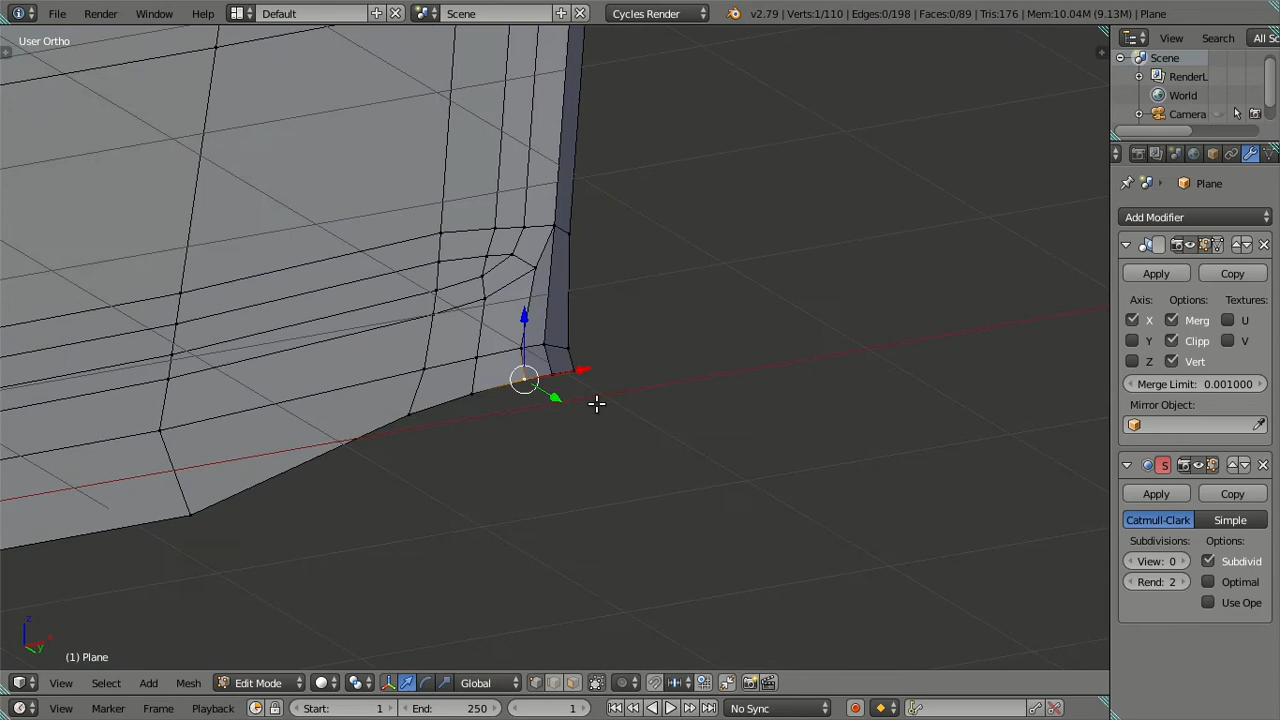 File Render Window Help Default Scene Cycles Render v2.79 | Verts:1/110 | Edges:0/198 | Faces:0/89 | Tris:176 | Mem:10.04M (9.13M) | Plane
User Ortho
View Search All Sc
Scene
RenderL
World
Camera
Plane
Add Modifier
Apply Copy
Axis: Options: Textures:
X Merg U
Y Clipp V
Z Vert
Merge Limit: 0.001000
Mirror Object:
S
Apply Copy
Catmull-Clark Simple
Subdivisions: Options:
View: 0 Subdivid
Rend: 2 Optimal
Use Ope
z
x
y
(1) Plane
View Select Add Mesh Edit Mode Global
View Marker Frame Playback Start: 1 End: 250 1 No Sync